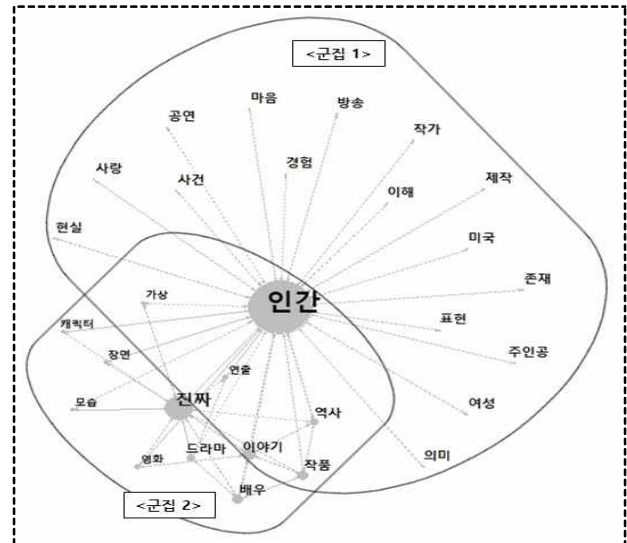 <군집 1>
마음
방송
공연
작가
경험
사랑
사건
제작
이해
현실
미국
존재
가상
인간
캐릭터
표현
장면
주인공
연출
모습
진짜
여성
역사
드라마
이야기
영화
의미
작품
배우
<군집 2>